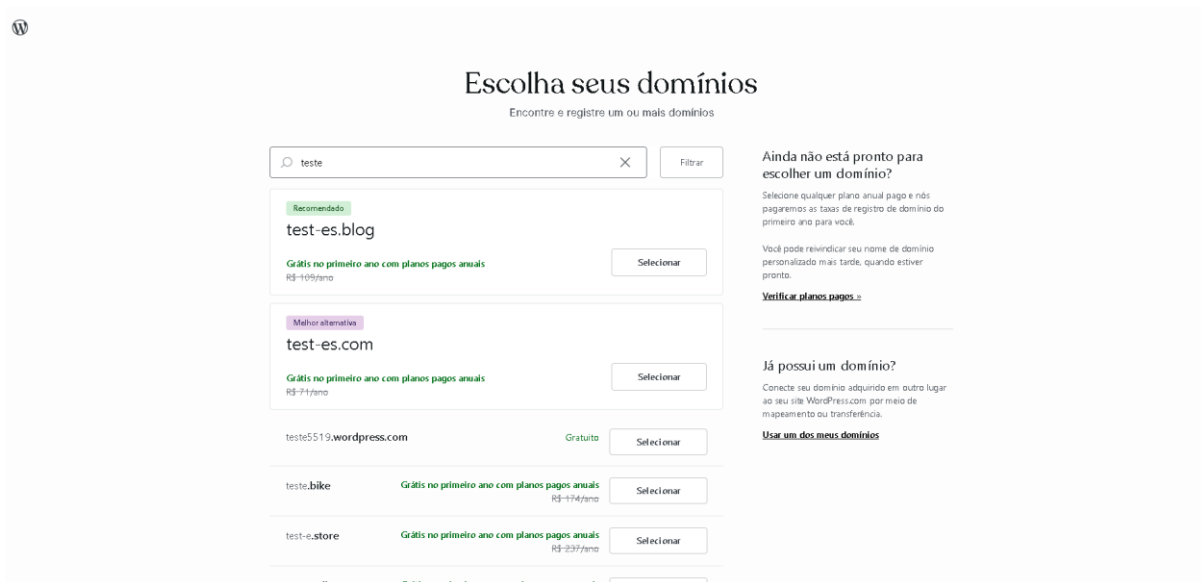 Escolha seus domínios
Encontre e registre um ou mais domínios
teste
Filtrar
Recomendado
test-es.blog
Grátis no primeiro ano com planos pagos anuais
R$ 109/ano
Selecionar
Melhor alternativa
test-es.com
Grátis no primeiro ano com planos pagos anuais
R$ 71/ano
Selecionar
teste5519.wordpress.com
Gratuito
Selecionar
teste.bike
Grátis no primeiro ano com planos pagos anuais
R$ 174/ano
Selecionar
test-e.store
Grátis no primeiro ano com planos pagos anuais
R$ 237/ano
Selecionar
Ainda não está pronto para
escolher um domínio?
Selecione qualquer plano anual pago e nós
pagaremos as taxas de registro de domínio do
primeiro ano para você.
Você pode reivindicar seu nome de domínio
personalizado mais tarde, quando estiver
pronto.
Verificar planos pagos »
Já possui um domínio?
Conecte seu domínio adquirido em outro lugar
ao seu site WordPress.com por meio de
mapeamento ou transferência.
Usar um dos meus domínios